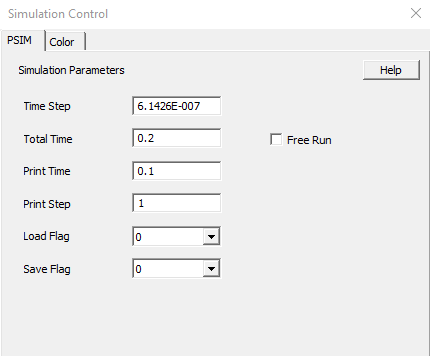 Simulation Control
PSIM Color
Simulation Parameters Help
Time Step 6.1426E-007
Total Time 0.2 Free Run
Print Time 0.1
Print Step 1
Load Flag 0
Save Flag 0